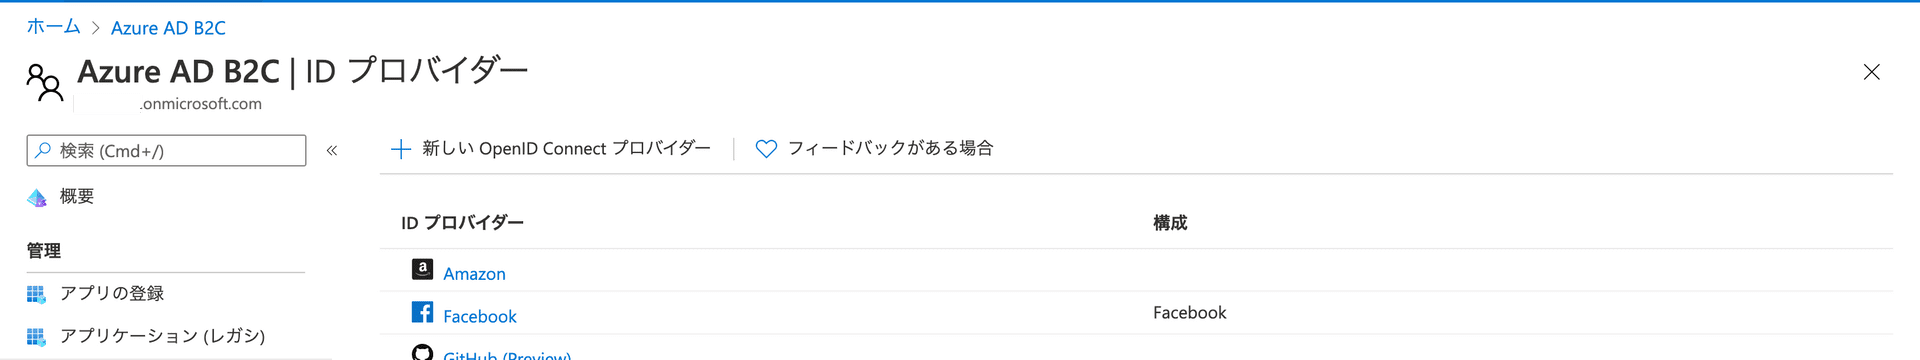 ホーム > Azure AD B2C
Azure AD B2C | ID プロバイダー
.onmicrosoft.com
検索 (Cmd+/)
«
+ 新しい OpenID Connect プロバイダー
フィードバックがある場合
概要
管理
アプリの登録
アプリケーション (レガシ)
ID プロバイダー 構成
Amazon
Facebook Facebook
GitHub (Preview)